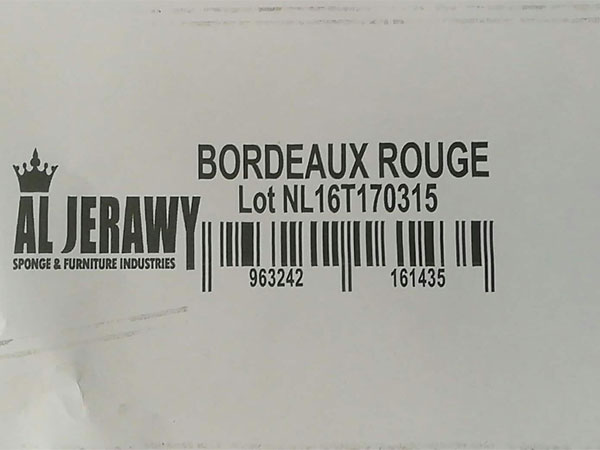 BORDEAUX ROUGE
Lot NL16T170315
AL JERAWY
SPONGE & FURNITURE INDUSTRIES
963242 161435